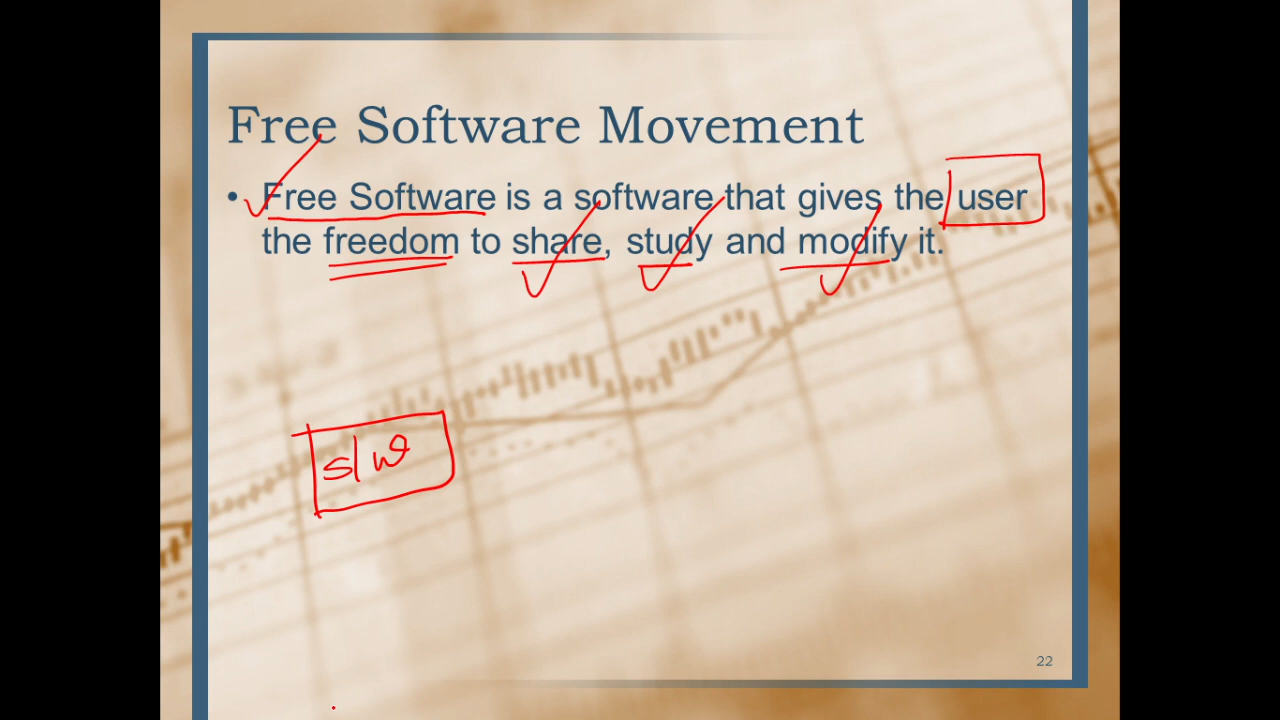 Free Software Movement
• Free Software is a software that gives the user
the freedom to share, study and modify it.
s/w
22